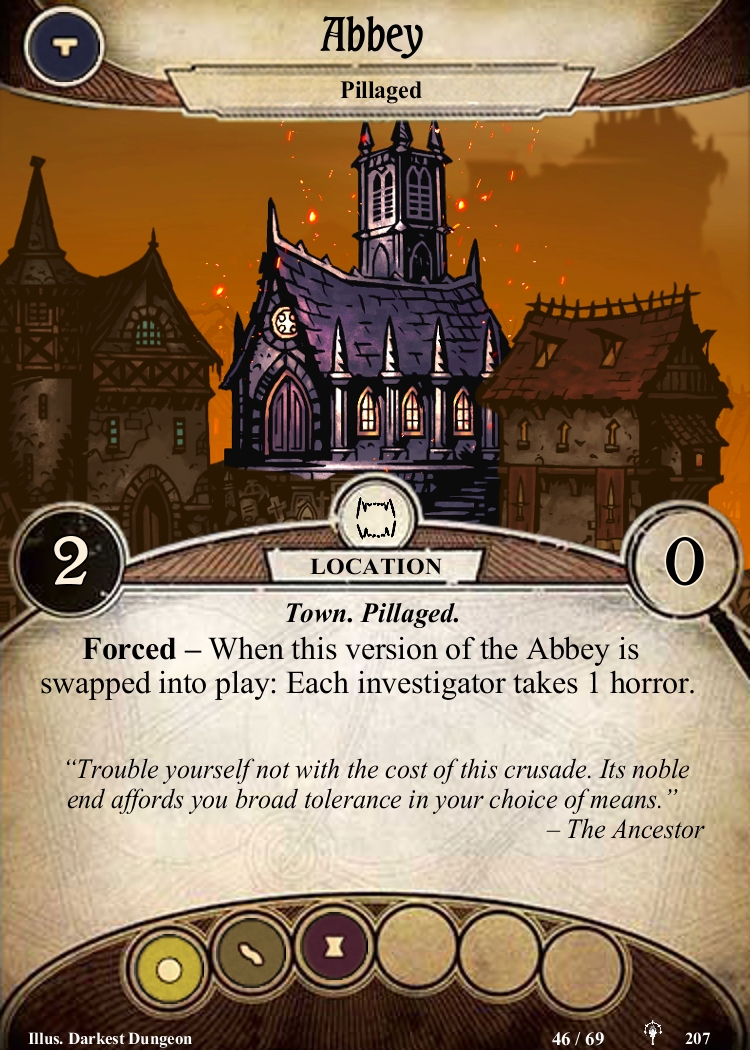 Abbey
Pillaged
2
LOCATION
0
Town. Pillaged.
Forced – When this version of the Abbey is
swapped into play: Each investigator takes 1 horror.
“Trouble yourself not with the cost of this crusade. Its noble
end affords you broad tolerance in your choice of means.”
– The Ancestor
Illus. Darkest Dungeon
46 / 69
207